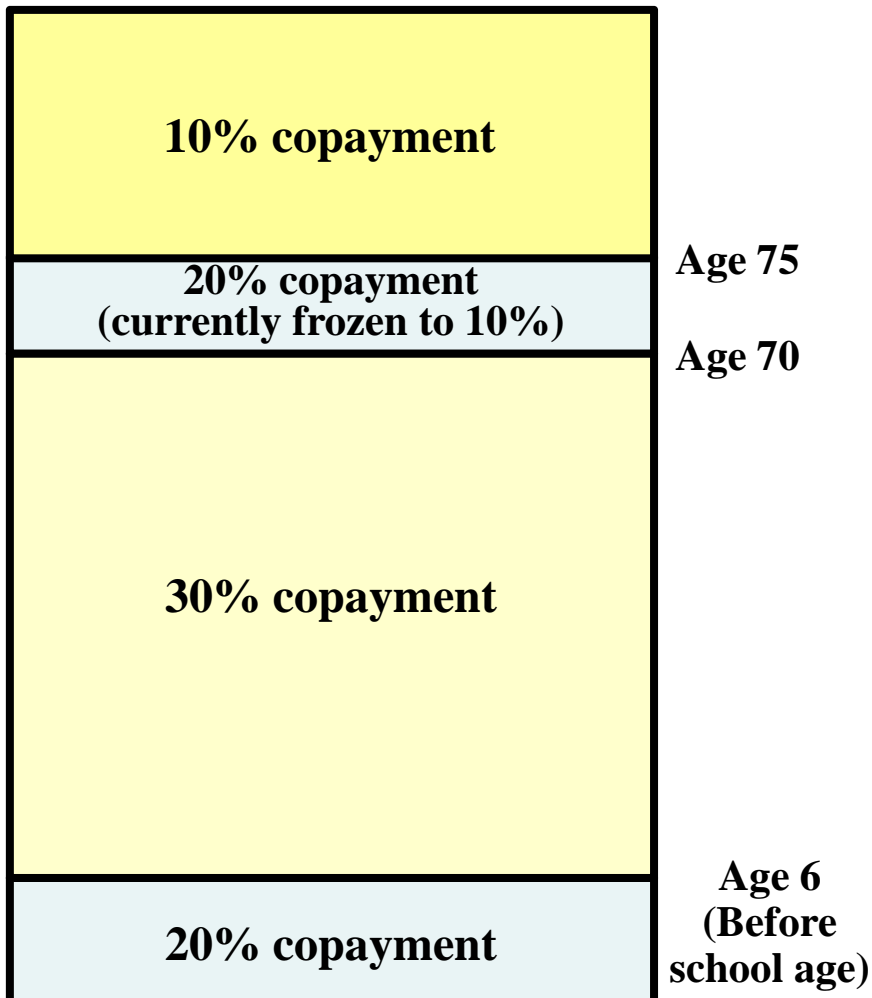 10% copayment
Age 75
20% copayment
(currently frozen to 10%)
Age 70
30% copayment
Age 6
(Before
school age)
20% copayment